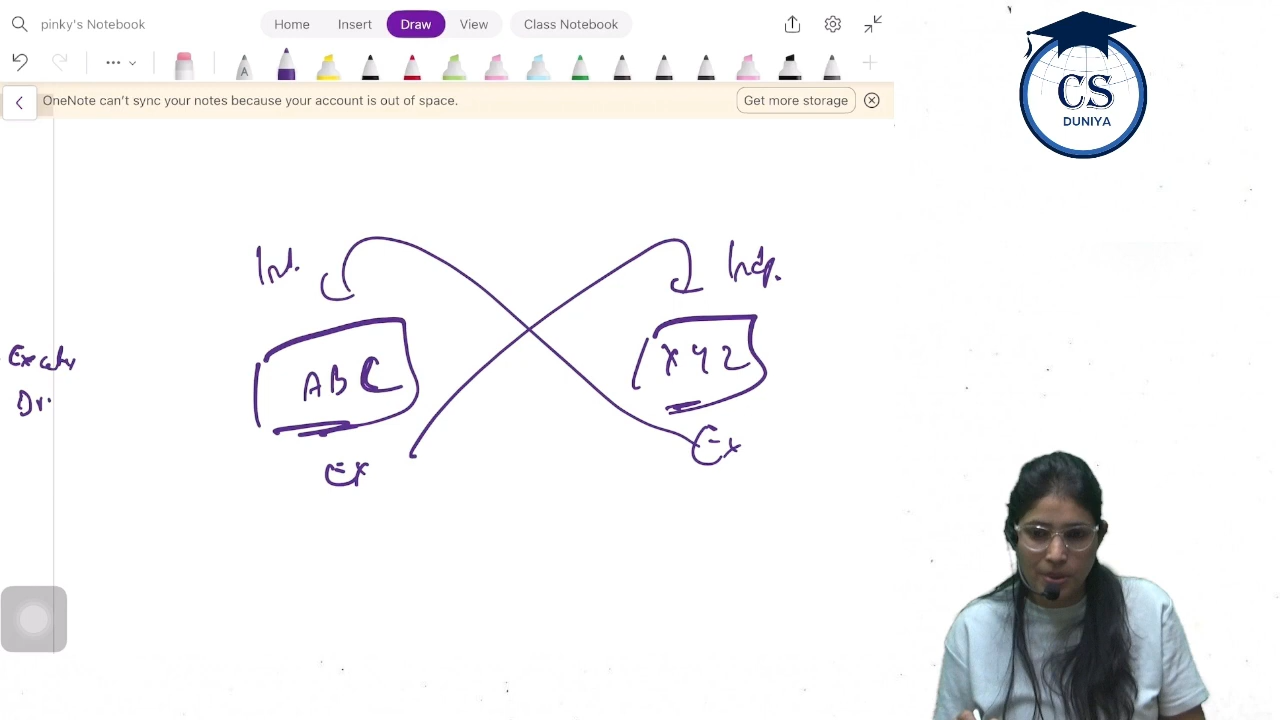 pinky's Notebook
Home Insert Draw View Class Notebook
A
OneNote can't sync your notes because your account is out of space.
Get more storage
CS
DUNIYA
Ind. Indp.
ABC XYZ
Dr.
Ex Ex